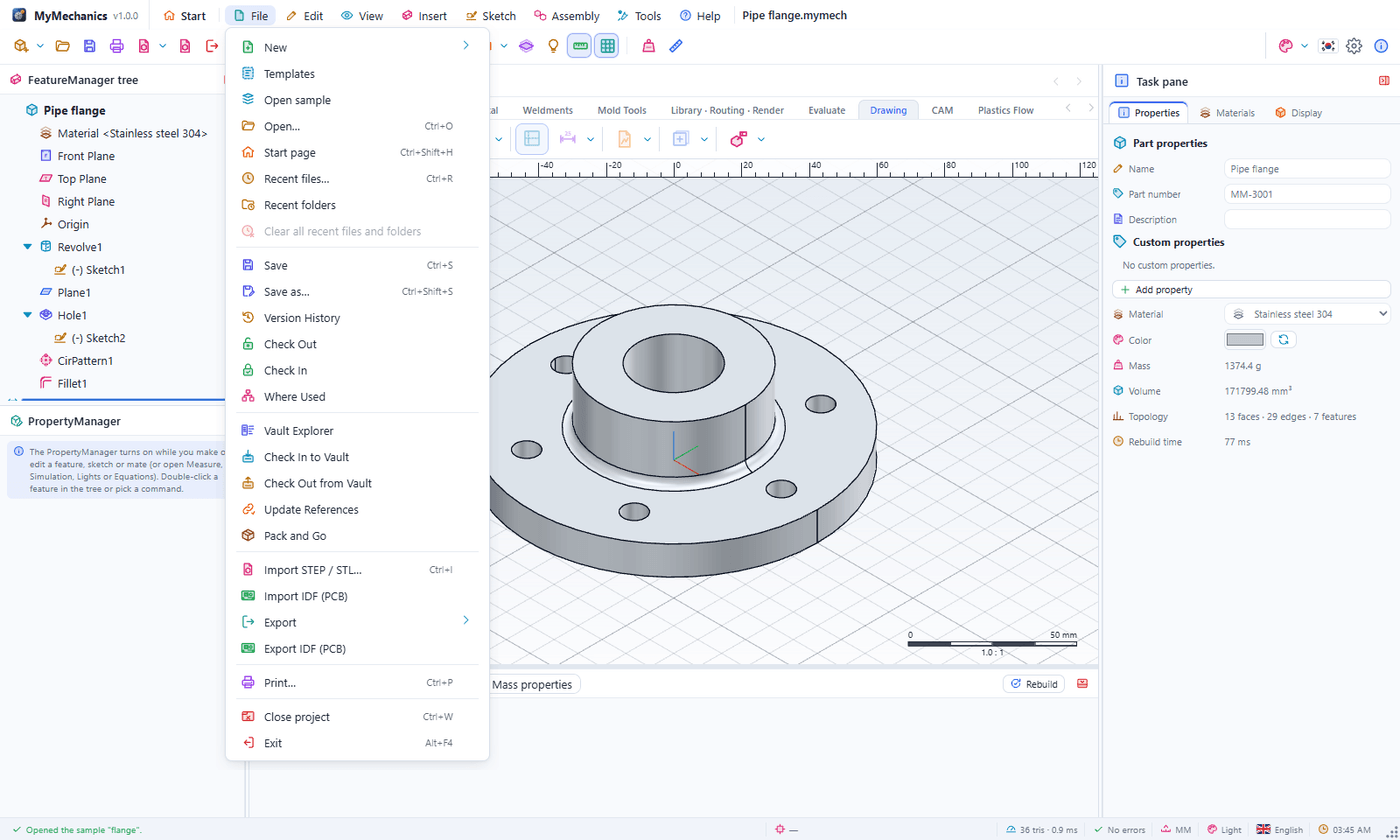 MyMechanics v1.0.0 Start File Edit View Insert Sketch Assembly Tools Help Pipe flange.mymech
FeatureManager tree
Pipe flange
Material <Stainless steel 304>
Front Plane
Top Plane
Right Plane
Origin
Revolve1
(-) Sketch1
Plane1
Hole1
(-) Sketch2
CirPattern1
Fillet1
PropertyManager
The PropertyManager turns on while you make o
edit a feature, sketch or mate (or open Measure,
Simulation, Lights or Equations). Double-click a
feature in the tree or pick a command.
New
Templates
Open sample
Open... Ctrl+O
Start page Ctrl+Shift+H
Recent files... Ctrl+R
Recent folders
Clear all recent files and folders
Save Ctrl+S
Save as... Ctrl+Shift+S
Version History
Check Out
Check In
Where Used
Vault Explorer
Check In to Vault
Check Out from Vault
Update References
Pack and Go
Import STEP / STL... Ctrl+I
Import IDF (PCB)
Export
Export IDF (PCB)
Print... Ctrl+P
Close project Ctrl+W
Exit Alt+F4
al Weldments Mold Tools Library · Routing · Render Evaluate Drawing CAM Plastics Flow
-40 -20 0 20 40 60 80 100 120
0 50 mm
1.0 : 1
Mass properties Rebuild
Task pane
Properties Materials Display
Part properties
Name Pipe flange
Part number MM-3001
Description
Custom properties
No custom properties.
Add property
Material Stainless steel 304
Color
Mass 1374.4 g
Volume 171799.48 mm³
Topology 13 faces · 29 edges · 7 features
Rebuild time 77 ms
Opened the sample "flange". — 36 tris · 0.9 ms No errors MM Light English 03:45 AM